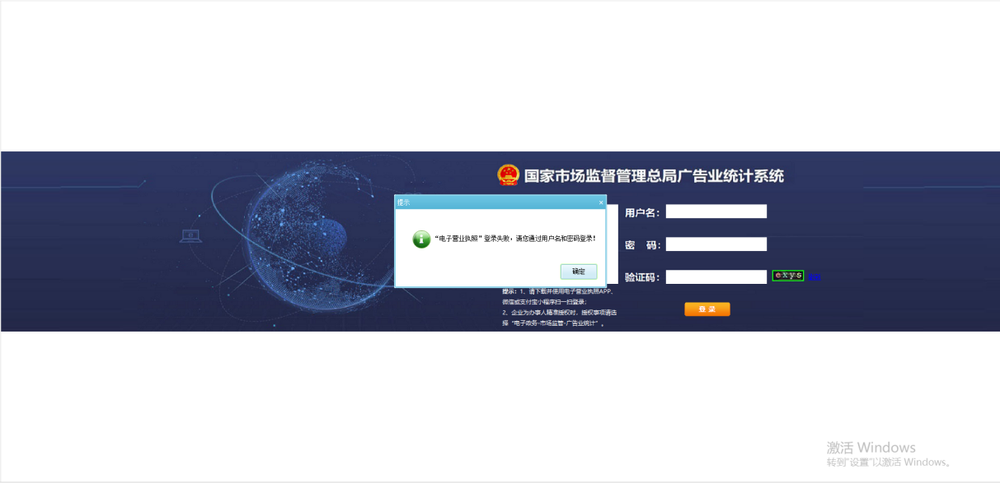 国家市场监督管理总局广告业统计系统
提示
×
“电子营业执照”登录失败，请您通过用户名和密码登录！
确定
用户名：
密 码：
验证码：
exys
提示：1、请下载并使用电子营业执照APP、
微信或支付宝小程序扫一扫登录；
2、企业为办事人精准授权时，授权事项请选
择“电子政务-市场监管-广告业统计”。
登 录
激活 Windows
转到"设置"以激活 Windows。